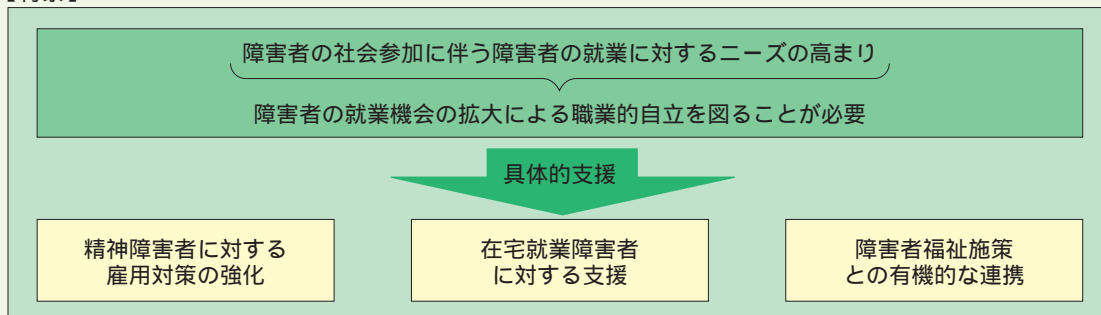 障害者の社会参加に伴う障害者の就業に対するニーズの高まり
障害者の就業機会の拡大による職業的自立を図ることが必要
具体的支援
精神障害者に対する
雇用対策の強化
在宅就業障害者
に対する支援
障害者福祉施策
との有機的な連携